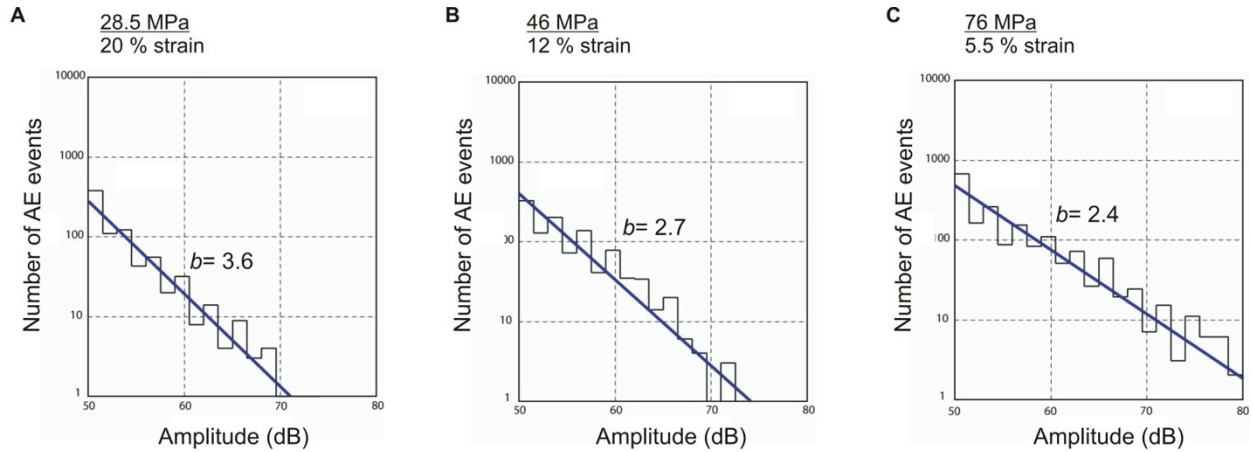 A
28.5 MPa
20 % strain
10000
1000
100
10
1
50
60
70
80
b= 3.6
Number of AE events
Amplitude (dB)
B
46 MPa
12 % strain
10000
1000
30
10
1
50
60
70
80
b= 2.7
Number of AE events
Amplitude (dB)
C
76 MPa
5.5 % strain
10000
1000
100
10
1
50
60
70
80
b= 2.4
Number of AE events
Amplitude (dB)